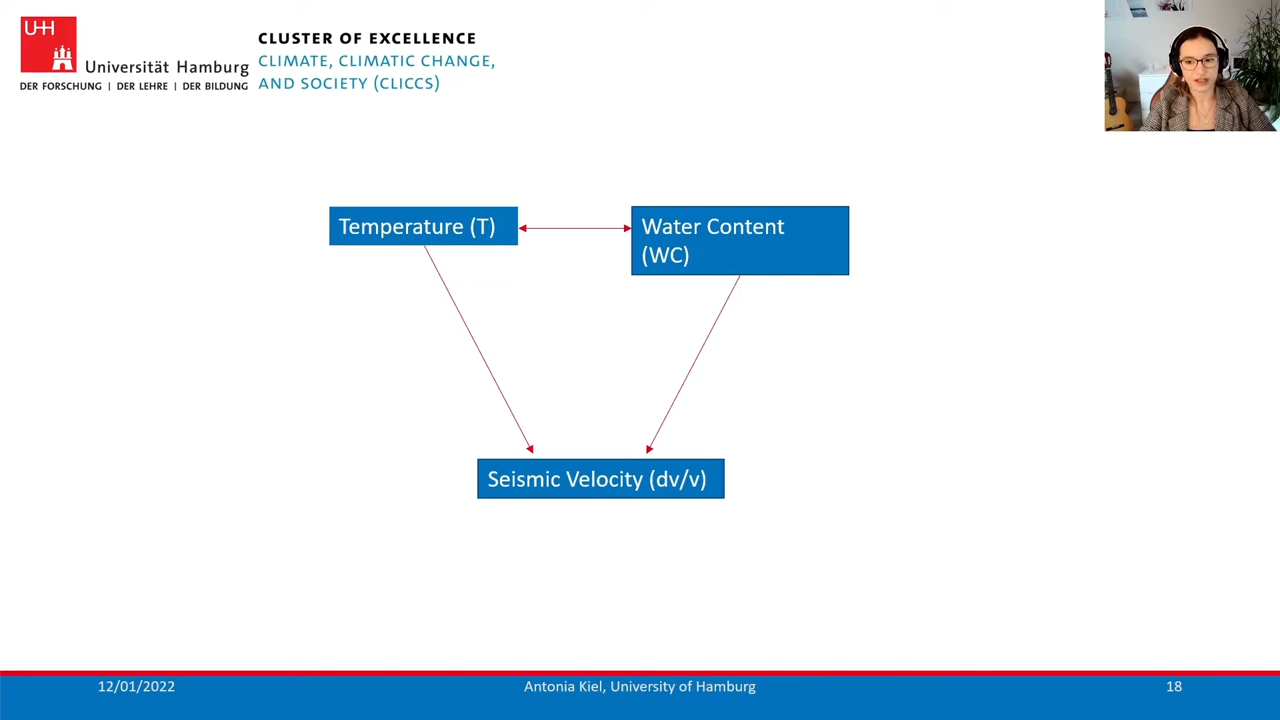 UHH
Universität Hamburg
DER FORSCHUNG | DER LEHRE | DER BILDUNG
CLUSTER OF EXCELLENCE
CLIMATE, CLIMATIC CHANGE,
AND SOCIETY (CLICCS)
Temperature (T)
Water Content
(WC)
Seismic Velocity (dv/v)
12/01/2022
Antonia Kiel, University of Hamburg
18